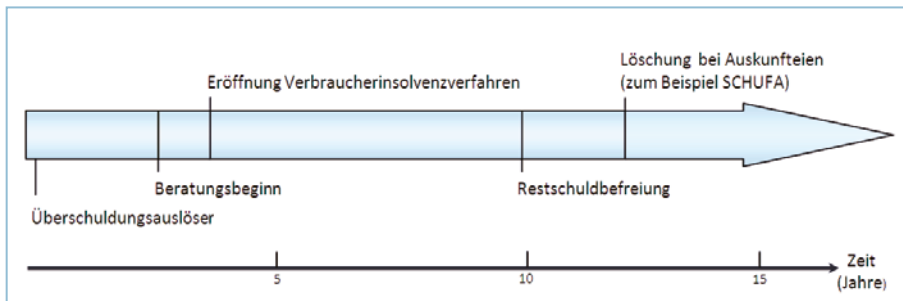 Löschung bei Auskunfteien
(zum Beispiel SCHUFA)
Eröffnung Verbraucherinsolvenzverfahren
Beratungsbeginn
Restschuldbefreiung
Überschuldungsauslöser
Zeit
(Jahre)
5
10
15